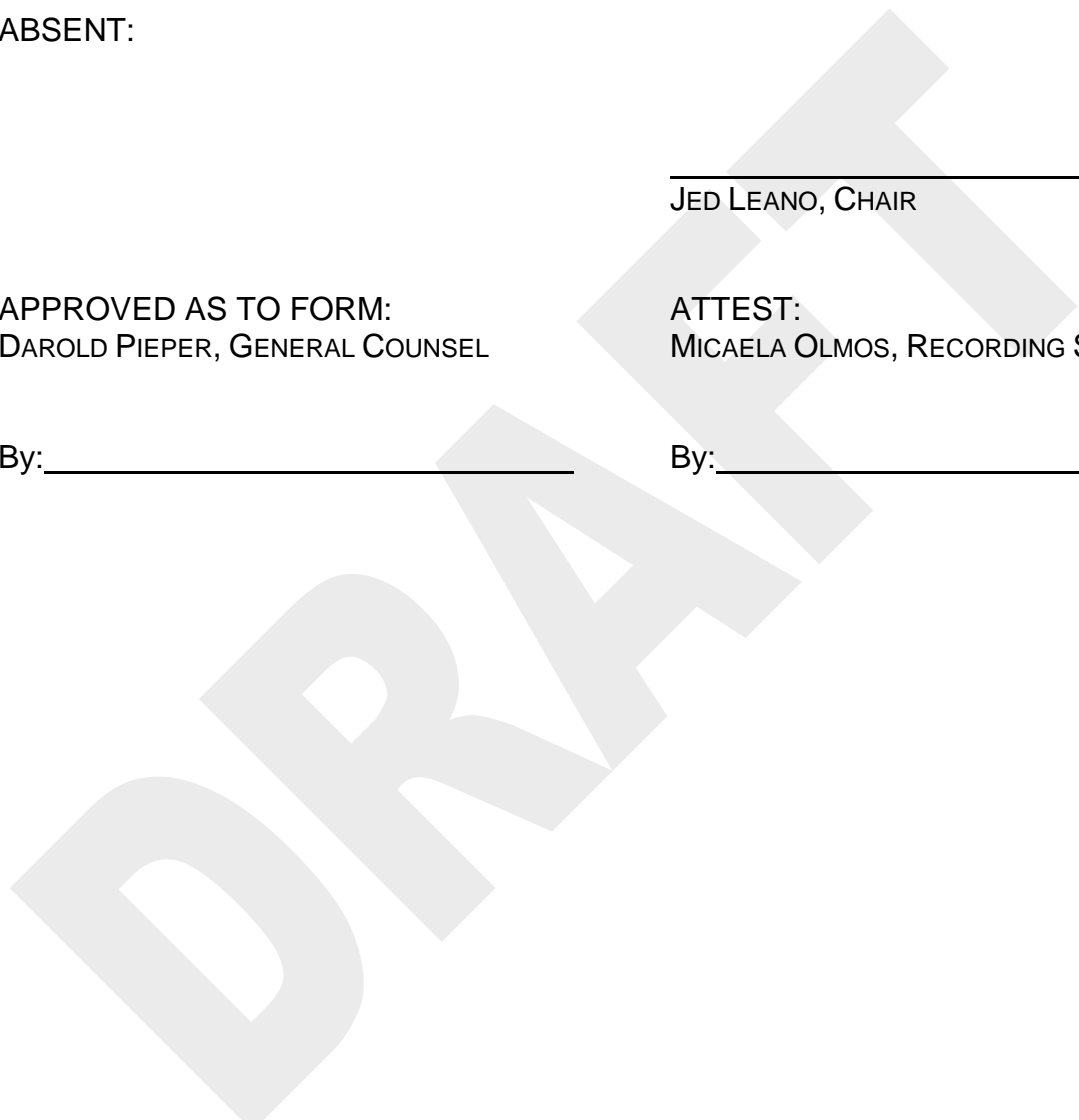 ABSENT:
JED LEANO, CHAIR
APPROVED AS TO FORM:
DAROLD PIEPER, GENERAL COUNSEL
ATTEST:
MICAELA OLMOS, RECORDING S
By:
By:
DRAFT